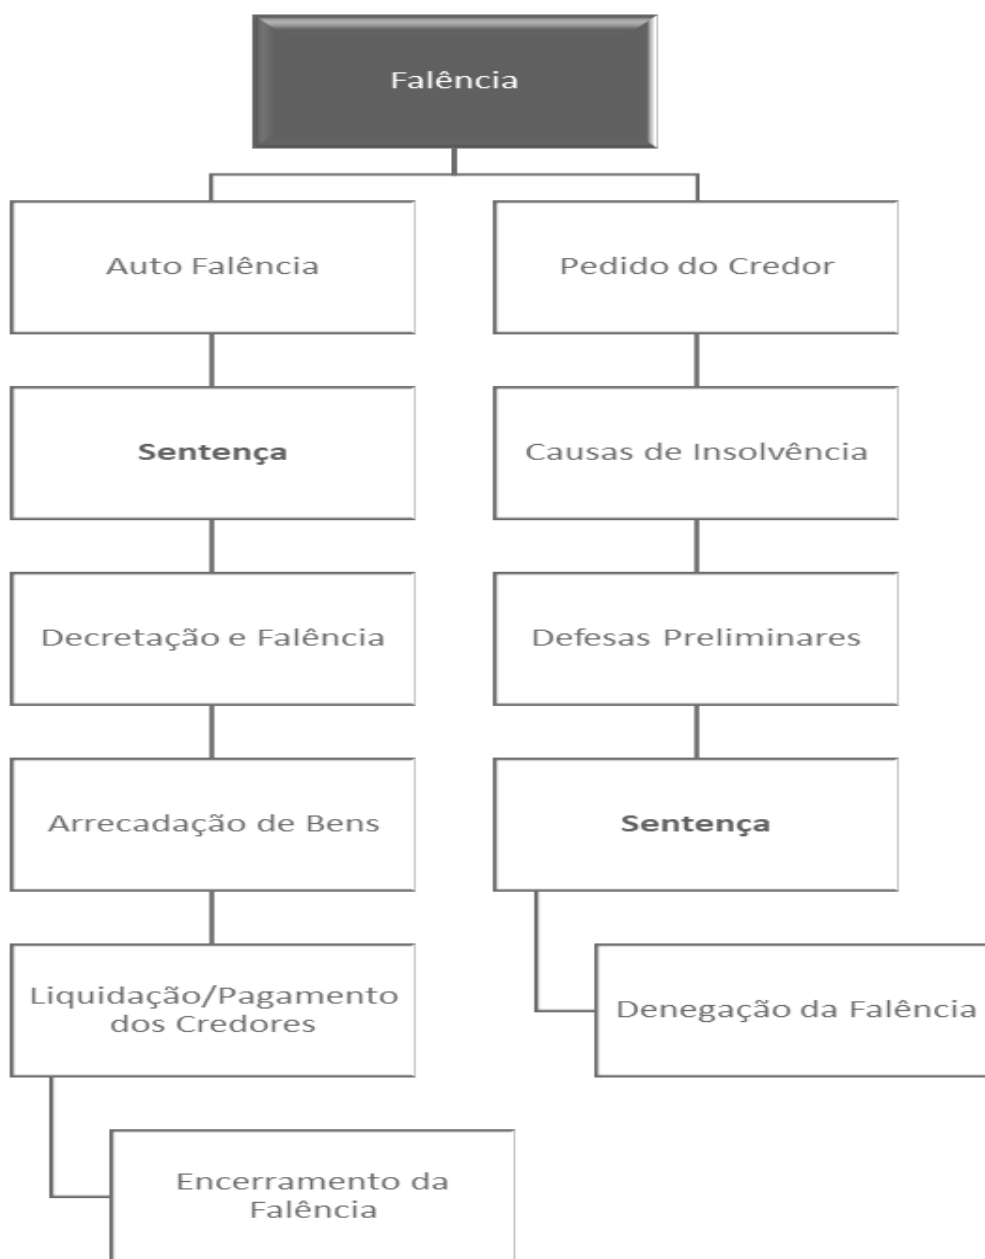 Falência
Auto Falência
Pedido do Credor
Sentença
Causas de Insolvência
Decretação e Falência
Defesas Preliminares
Arrecadação de Bens
Sentença
Liquidação/Pagamento
dos Credores
Denegação da Falência
Encerramento da
Falência